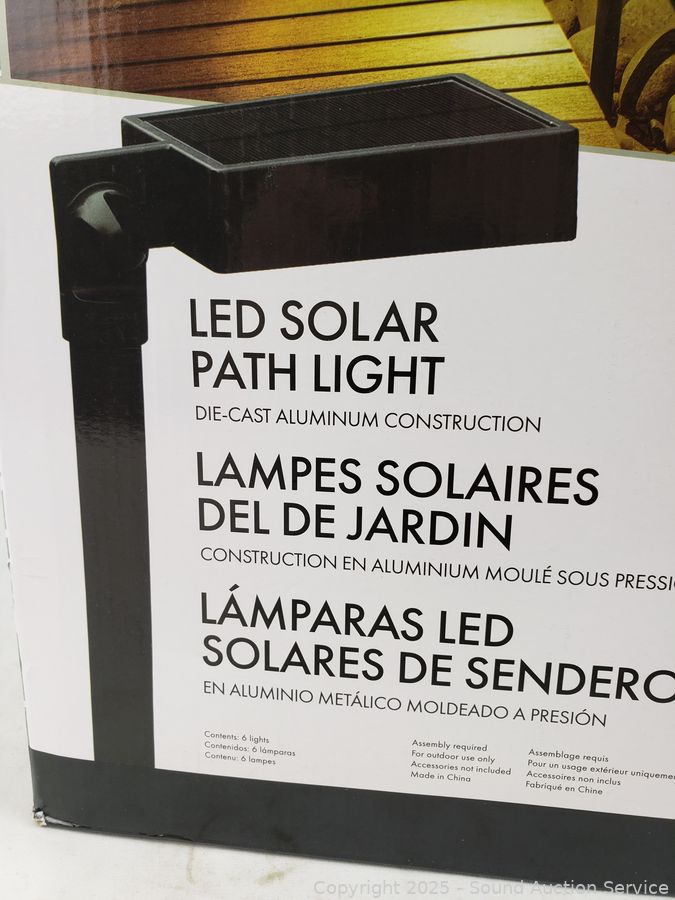 LED SOLAR
PATH LIGHT
DIE-CAST ALUMINUM CONSTRUCTION
LAMPES SOLAIRES
DEL DE JARDIN
CONSTRUCTION EN ALUMINIUM MOULÉ SOUS
LÁMPARAS LED
SOLARES DE SENDERO
EN ALUMINIO METÁLICO MOLDEADO A PRESIÓN
Contents: 6 lights
Contenidos: 6 lámparas
Contenu: 6 lampes
Assembly required
For outdoor use only
Accessories not included
Made in China
Assemblage requis
Pour un usage extérieur uniquement
Accessoires non inclus
Fabriqué en Chine
Copyright 2025 - Sound Auction Service